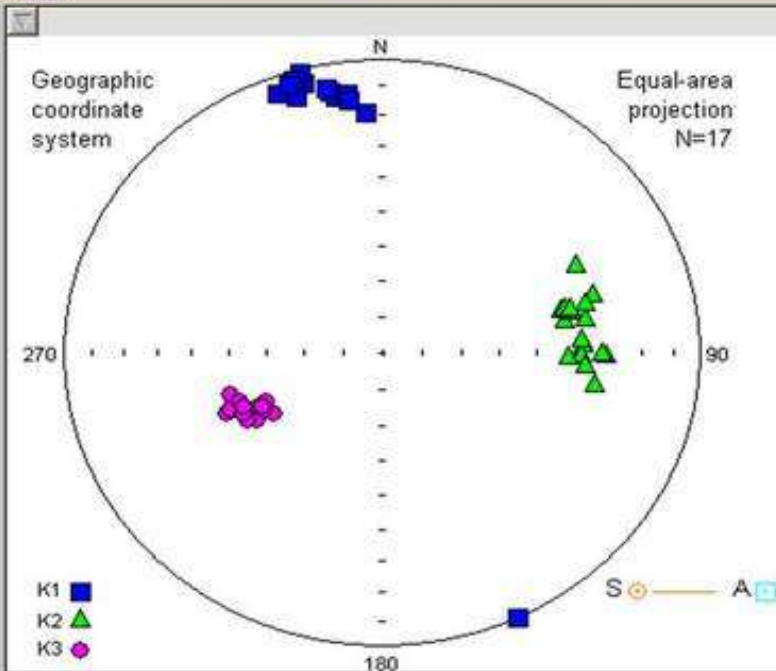 N
Geographic
coordinate
system
Equal-area
projection
N=17
270
90
K1
K2
K3
S
A
180